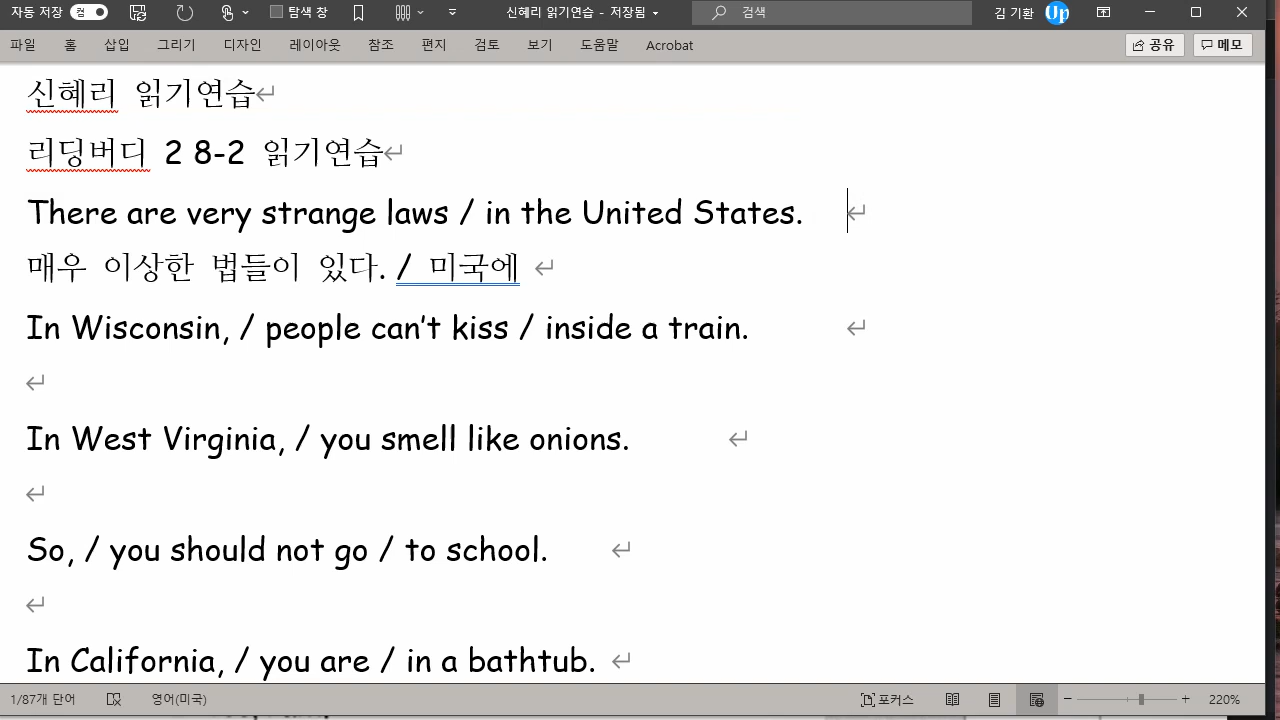 자동 저장 컴 탐색 창 신혜리 읽기연습 - 저장됨 검색 김 기환 Up
파일 홈 삽입 그리기 디자인 레이아웃 참조 편지 검토 보기 도움말 Acrobat 공유 메모
신혜리 읽기연습
리딩버디 2 8-2 읽기연습
There are very strange laws / in the United States.
매우 이상한 법들이 있다. / 미국에
In Wisconsin, / people can't kiss / inside a train.
In West Virginia, / you smell like onions.
So, / you should not go / to school.
In California, / you are / in a bathtub.
1/87개 단어 영어(미국) 포커스 220%